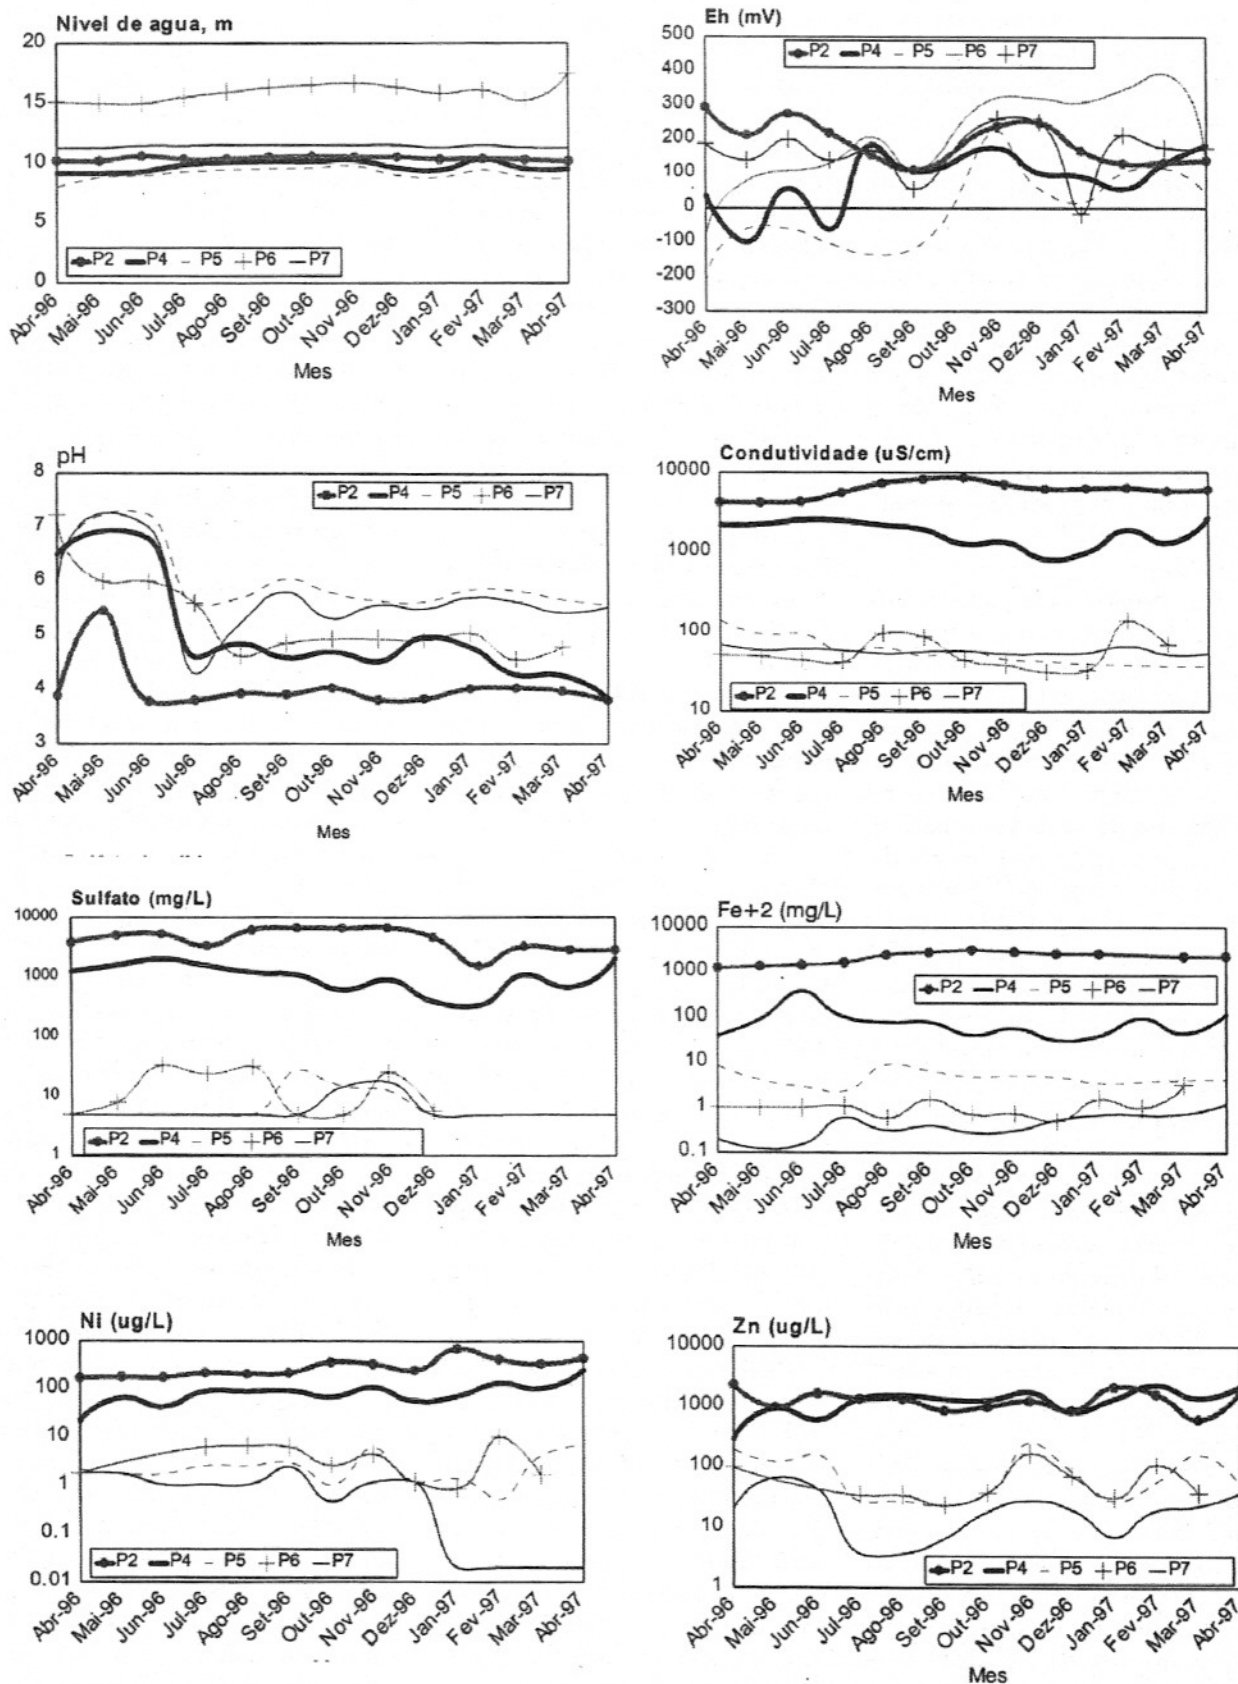 Nivel de agua, m
20
15
10
5
0
P2 P4 P5 P6 P7
Abr-96 Mai-96 Jun-96 Jul-96 Ago-96 Set-96 Out-96 Nov-96 Dez-96 Jan-97 Fev-97 Mar-97 Abr-97
Mes
Eh (mV)
500
400
300
200
100
0
-100
-200
-300
P2 P4 P5 P6 P7
Abr-96 Mai-96 Jun-96 Jul-96 Ago-96 Set-96 Out-96 Nov-96 Dez-96 Jan-97 Fev-97 Mar-97 Abr-97
Mes
pH
8
7
6
5
4
3
P2 P4 P5 P6 P7
Abr-96 Mai-96 Jun-96 Jul-96 Ago-96 Set-96 Out-96 Nov-96 Dez-96 Jan-97 Fev-97 Mar-97 Abr-97
Mes
Condutividade (uS/cm)
10000
1000
100
10
P2 P4 P5 P6 P7
Abr-96 Mai-96 Jun-96 Jul-96 Ago-96 Set-96 Out-96 Nov-96 Dez-96 Jan-97 Fev-97 Mar-97 Abr-97
Mes
Sulfato (mg/L)
10000
1000
100
10
1
P2 P4 P5 P6 P7
Abr-96 Mai-96 Jun-96 Jul-96 Ago-96 Set-96 Out-96 Nov-96 Dez-96 Jan-97 Fev-97 Mar-97 Abr-97
Mes
Fe+2 (mg/L)
10000
1000
100
10
1
0.1
P2 P4 P5 P6 P7
Abr-96 Mai-96 Jun-96 Jul-96 Ago-96 Set-96 Out-96 Nov-96 Dez-96 Jan-97 Fev-97 Mar-97 Abr-97
Mes
Ni (ug/L)
1000
100
10
1
0.1
0.01
P2 P4 P5 P6 P7
Abr-96 Mai-96 Jun-96 Jul-96 Ago-96 Set-96 Out-96 Nov-96 Dez-96 Jan-97 Fev-97 Mar-97 Abr-97
Zn (ug/L)
10000
1000
100
10
1
P2 P4 P5 P6 P7
Abr-96 Mai-96 Jun-96 Jul-96 Ago-96 Set-96 Out-96 Nov-96 Dez-96 Jan-97 Fev-97 Mar-97 Abr-97
Mes